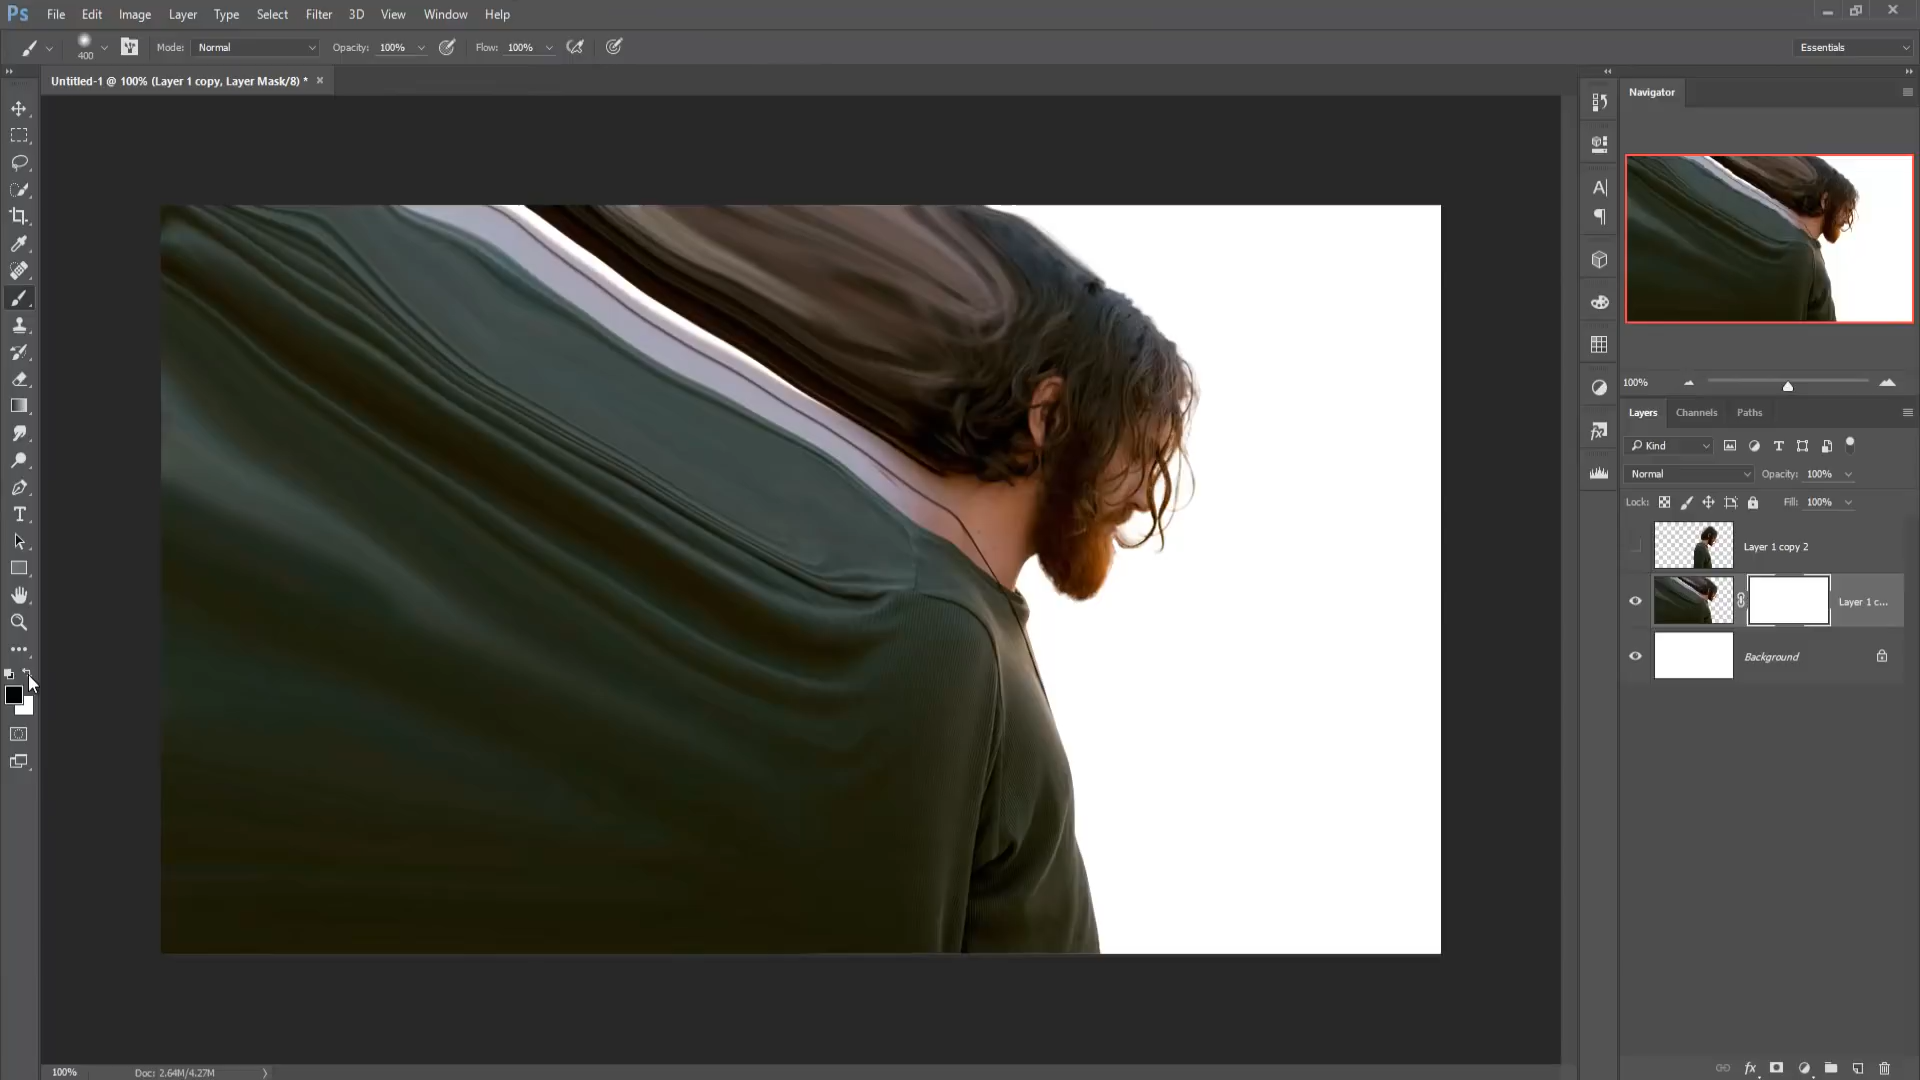 Ps File Edit Image Layer Type Select Filter 3D View Window Help
400 Mode: Normal Opacity: 100% Flow: 100% Essentials
Untitled-1 @ 100% (Layer 1 copy, Layer Mask/8) * ×
Navigator
100%
Layers Channels Paths
Kind
Normal Opacity: 100%
Lock: Fill: 100%
Layer 1 copy 2
Layer 1 c...
Background
100% Doc: 2.64M/4.27M